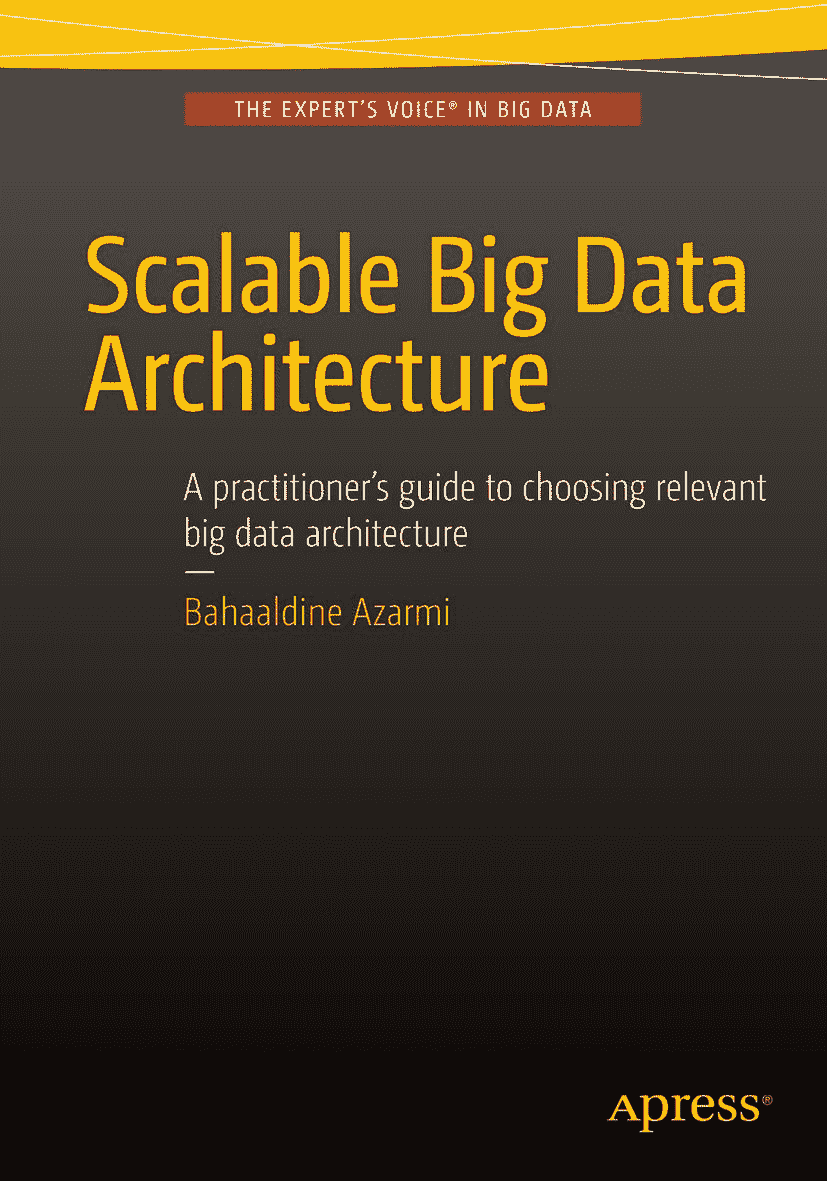 THE EXPERT'S VOICE® IN BIG DATA
Scalable Big Data
Architecture
A practitioner's guide to choosing relevant
big data architecture
Bahaaldine Azarmi
Apress®